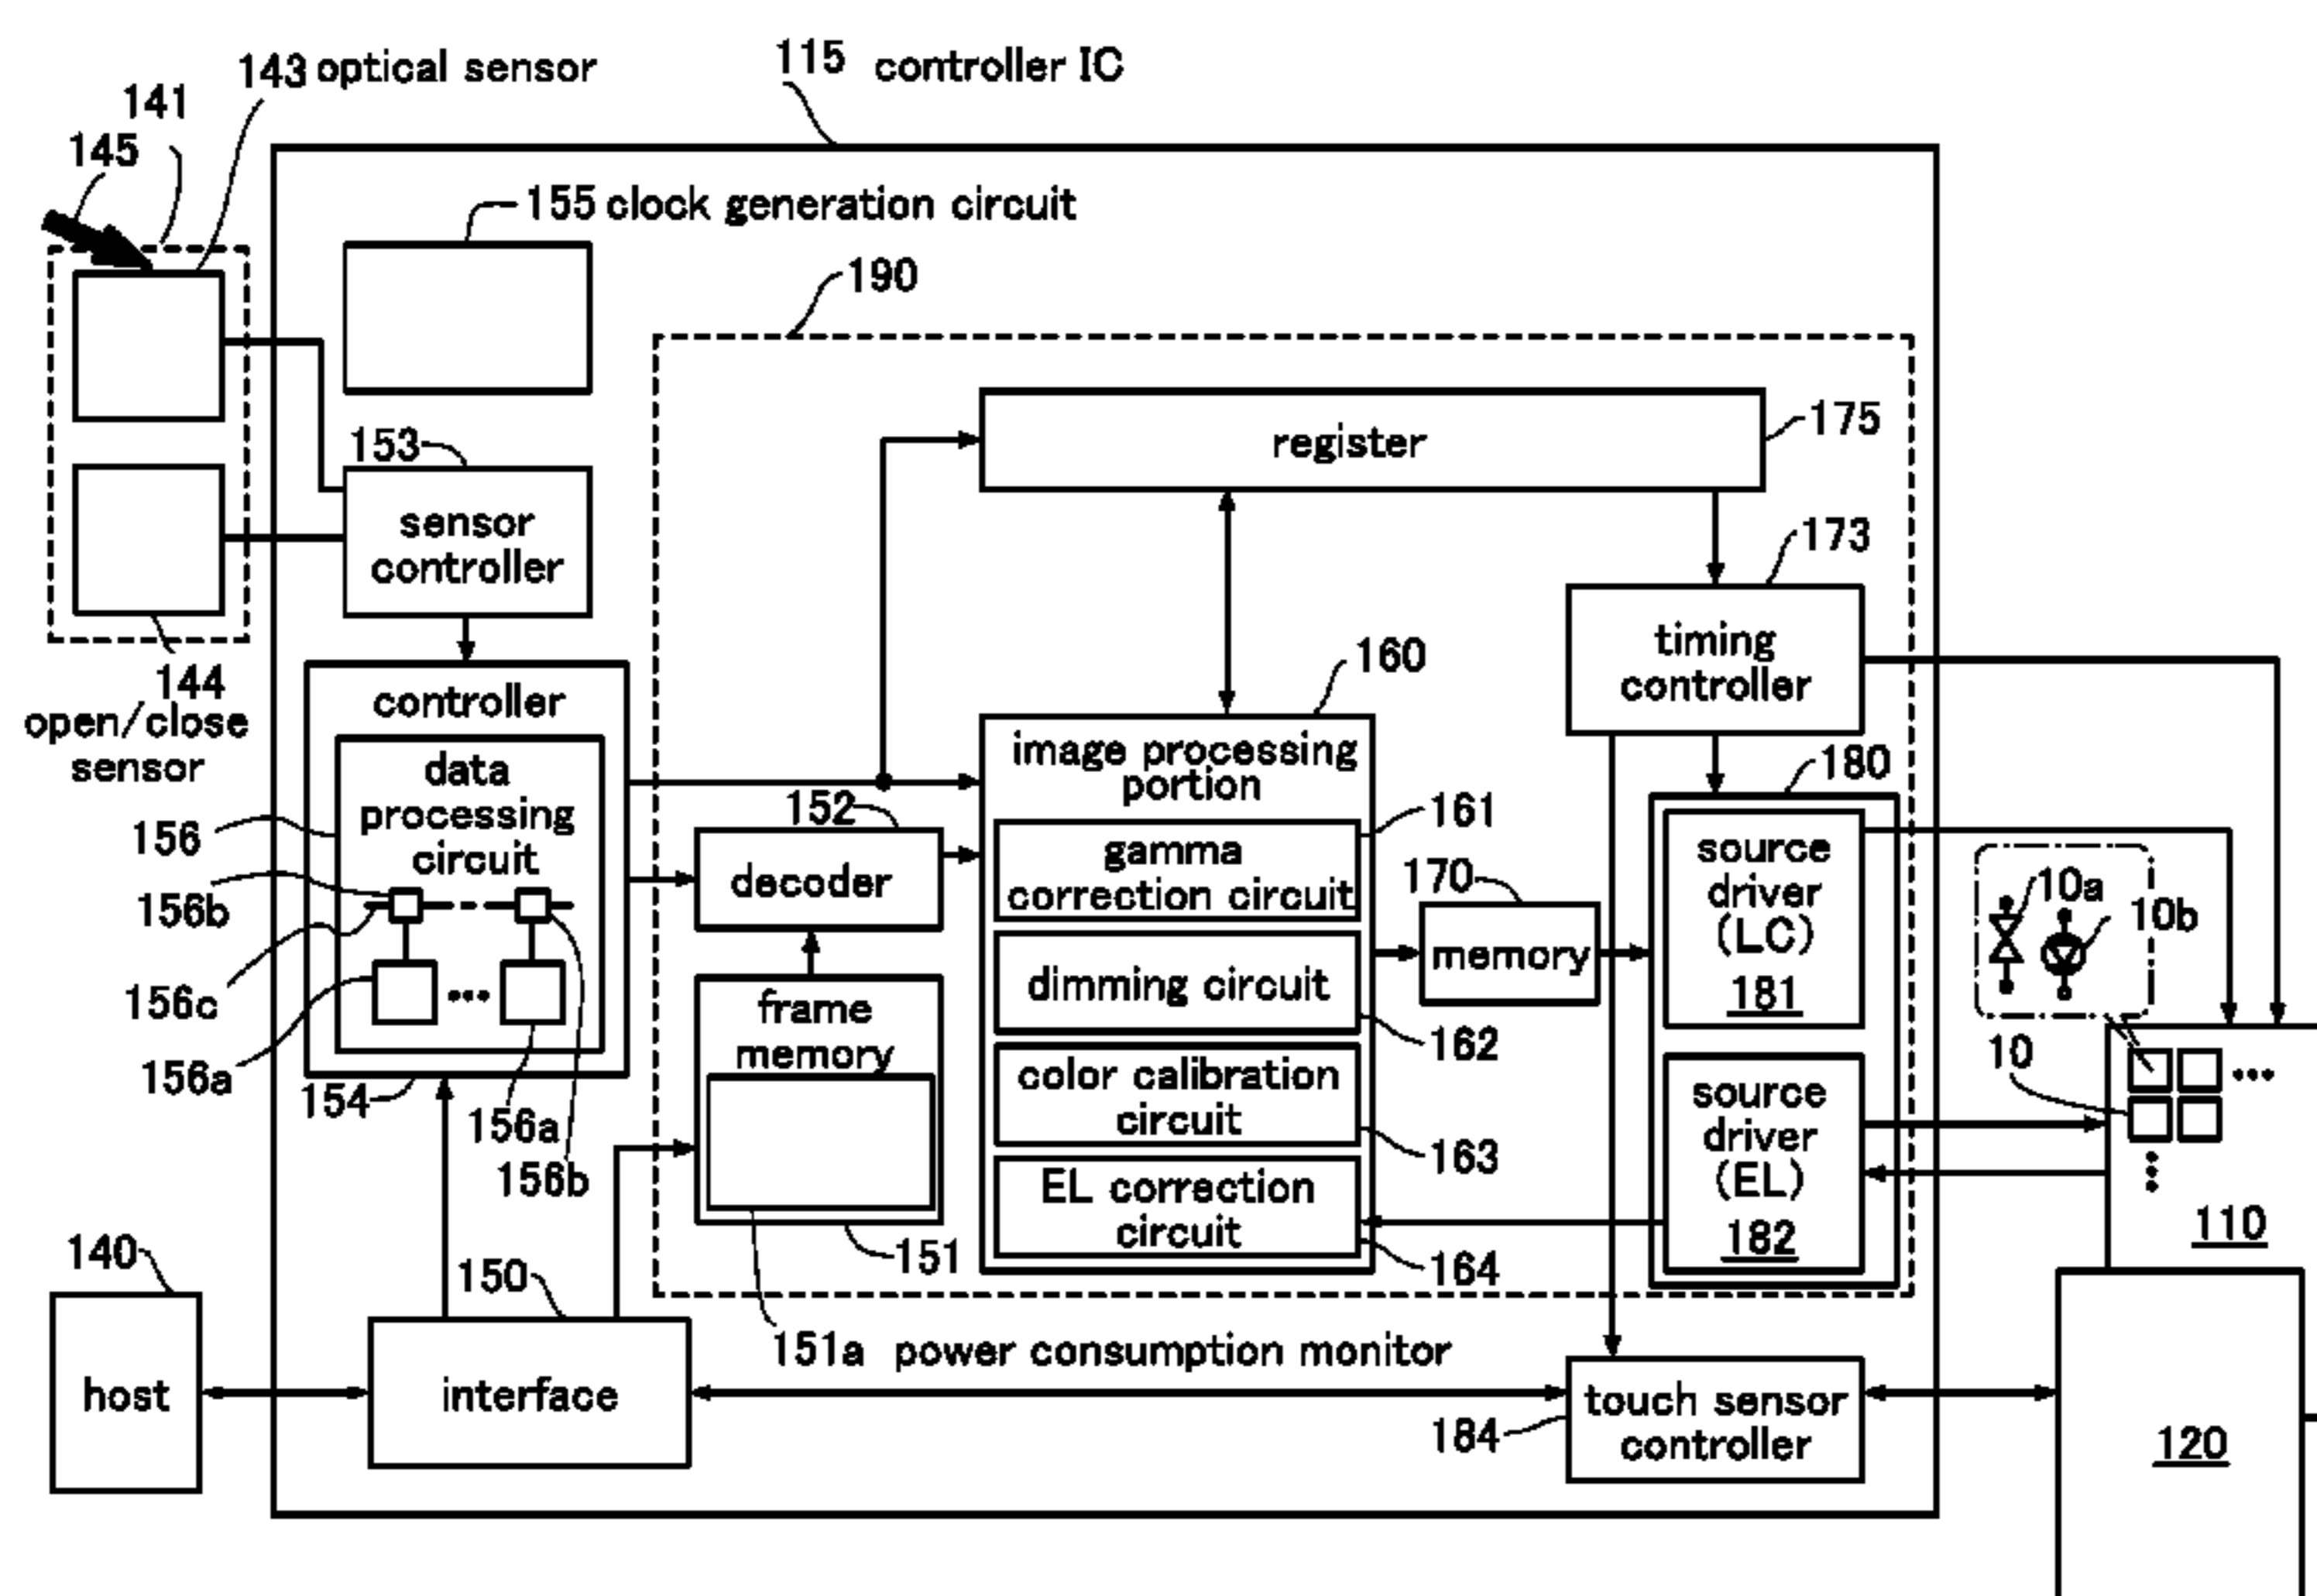 143 optical sensor
115 controller IC
141
145
155 clock generation circuit
190
175
register
153
sensor
controller
173
timing
controller
144
open/close
sensor
controller
160
image processing
portion
180
data
processing
circuit
156
152
161
gamma
correction circuit
source
driver
(LC)
181
decoder
170
memory
10a
10b
156b
156c
frame
memory
dimming circuit
162
10
156a
154
156a
156b
color calibration
circuit
163
source
driver
(EL)
182
EL correction
circuit
164
151
110
140
150
151a power consumption monitor
host
interface
touch sensor
controller
184
120